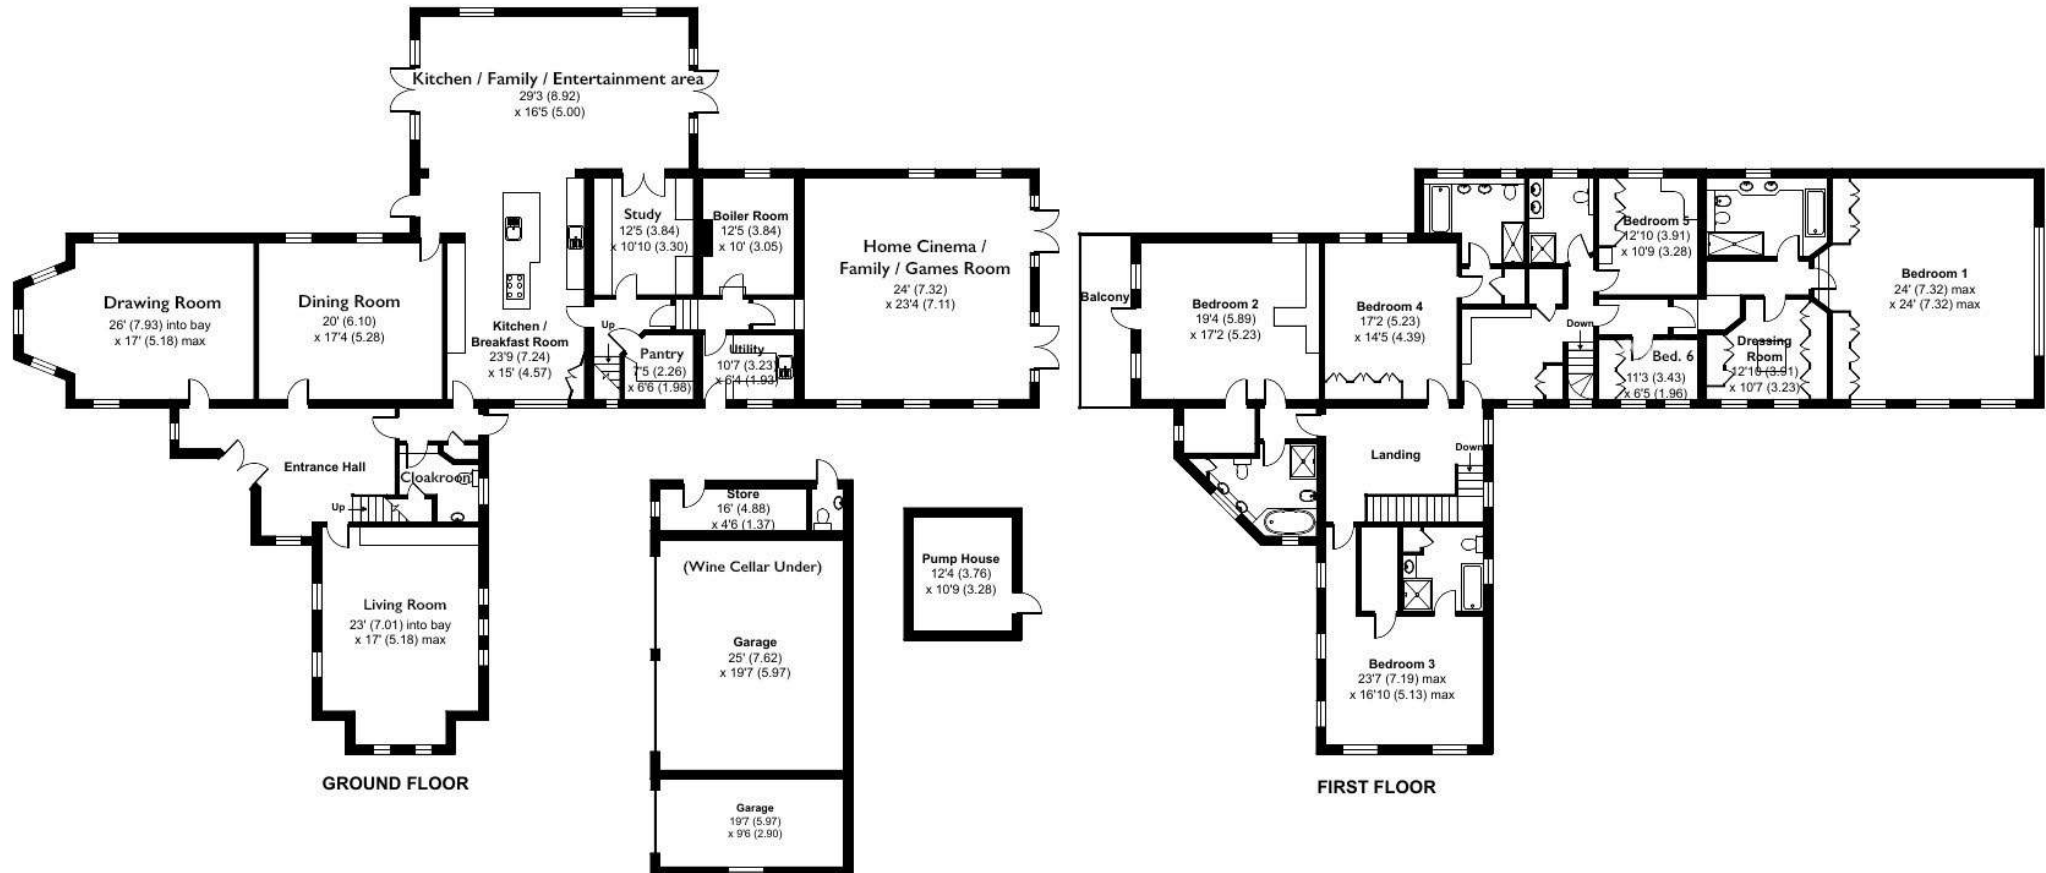 Kitchen / Family / Entertainment area
29'3 (8.92)
x 16'5 (5.00)
Study
12'5 (3.84)
x 10'10 (3.30)
Boiler Room
12'5 (3.84)
x 10' (3.05)
Home Cinema /
Family / Games Room
24' (7.32)
x 23'4 (7.11)
Drawing Room
26' (7.93) into bay
x 17' (5.18) max
Dining Room
20' (6.10)
x 17'4 (5.28)
Kitchen /
Breakfast Room
23'9 (7.24)
x 15' (4.57)
Up
Pantry
7'5 (2.26)
x 6'6 (1.98)
Utility
10'7 (3.23)
x 6'4 (1.93)
Entrance Hall
Cloakroom
Up
Living Room
23' (7.01) into bay
x 17' (5.18) max
GROUND FLOOR
Store
16' (4.88)
x 4'6 (1.37)
(Wine Cellar Under)
Garage
25' (7.62)
x 19'7 (5.97)
Garage
19'7 (5.97)
x 9'6 (2.90)
Pump House
12'4 (3.76)
x 10'9 (3.28)
Balcony
Bedroom 2
19'4 (5.89)
x 17'2 (5.23)
Bedroom 4
17'2 (5.23)
x 14'5 (4.39)
Bedroom 5
12'10 (3.91)
x 10'9 (3.28)
Bedroom 1
24' (7.32) max
x 24' (7.32) max
Down
Bed. 6
11'3 (3.43)
x 6'5 (1.96)
Dressing
Room
12'10 (3.91)
x 10'7 (3.23)
Landing
Down
Bedroom 3
23'7 (7.19) max
x 16'10 (5.13) max
FIRST FLOOR